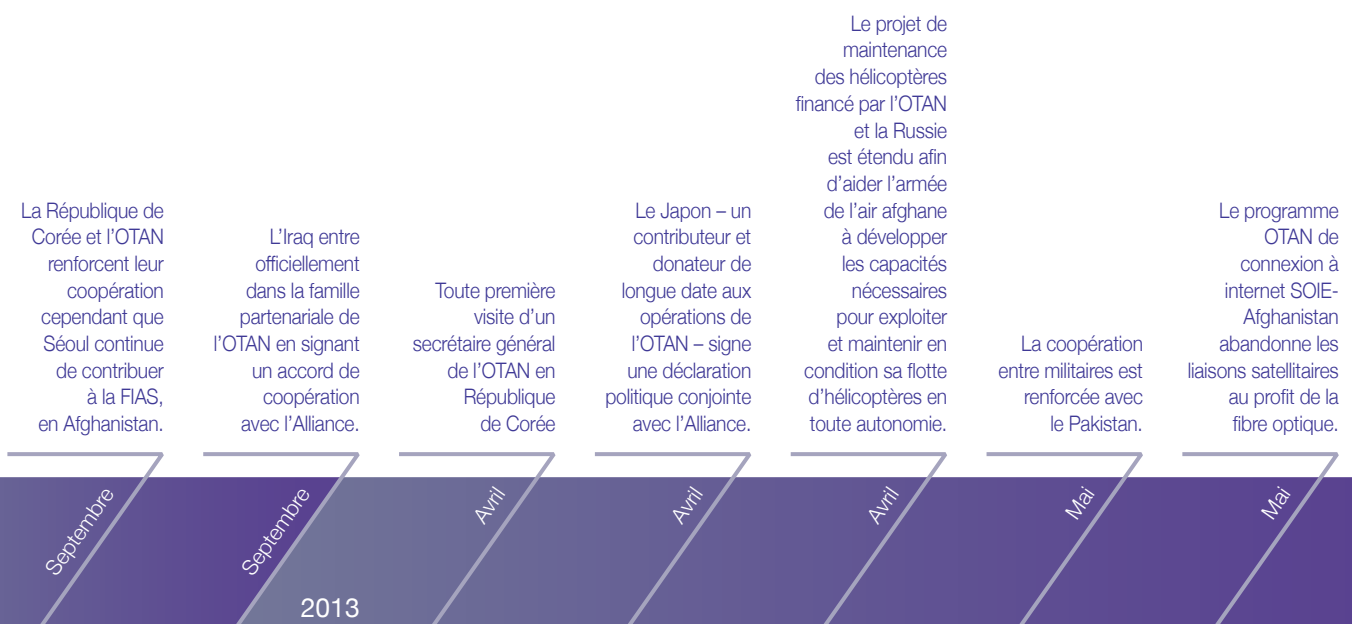 La République de
Corée et l'OTAN
renforcent leur
coopération
cependant que
Séoul continue
de contribuer
à la FIAS,
en Afghanistan.
Septembre
L'Iraq entre
officiellement
dans la famille
partenariale de
l'OTAN en signant
un accord de
coopération
avec l'Alliance.
Septembre
2013
Toute première
visite d'un
secrétaire général
de l'OTAN en
République
de Corée
Avril
Le Japon – un
contributeur et
donateur de
longue date aux
opérations de
l'OTAN – signe
une déclaration
politique conjointe
avec l'Alliance.
Avril
Le projet de
maintenance
des hélicoptères
financé par l'OTAN
et la Russie
est étendu afin
d'aider l'armée
de l'air afghane
à développer
les capacités
nécessaires
pour exploiter
et maintenir en
condition sa flotte
d'hélicoptères en
toute autonomie.
Avril
La coopération
entre militaires est
renforcée avec
le Pakistan.
Mai
Le programme
OTAN de
connexion à
internet SOIE-
Afghanistan
abandonne les
liaisons satellitaires
au profit de la
fibre optique.
Mai